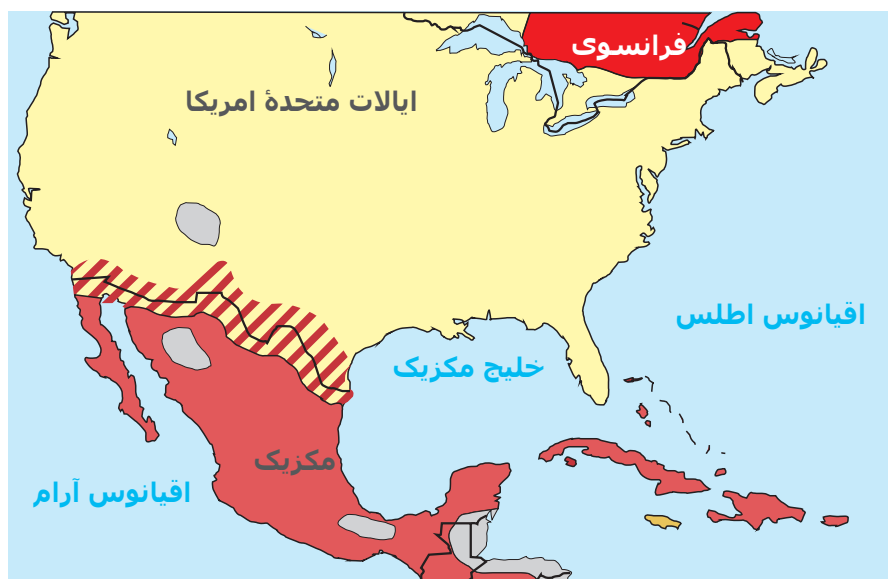 فرانسوی
ایالات متحدهٔ امریکا
اقیانوس اطلس
خلیج مکزیک
مکزیک
اقیانوس آرام